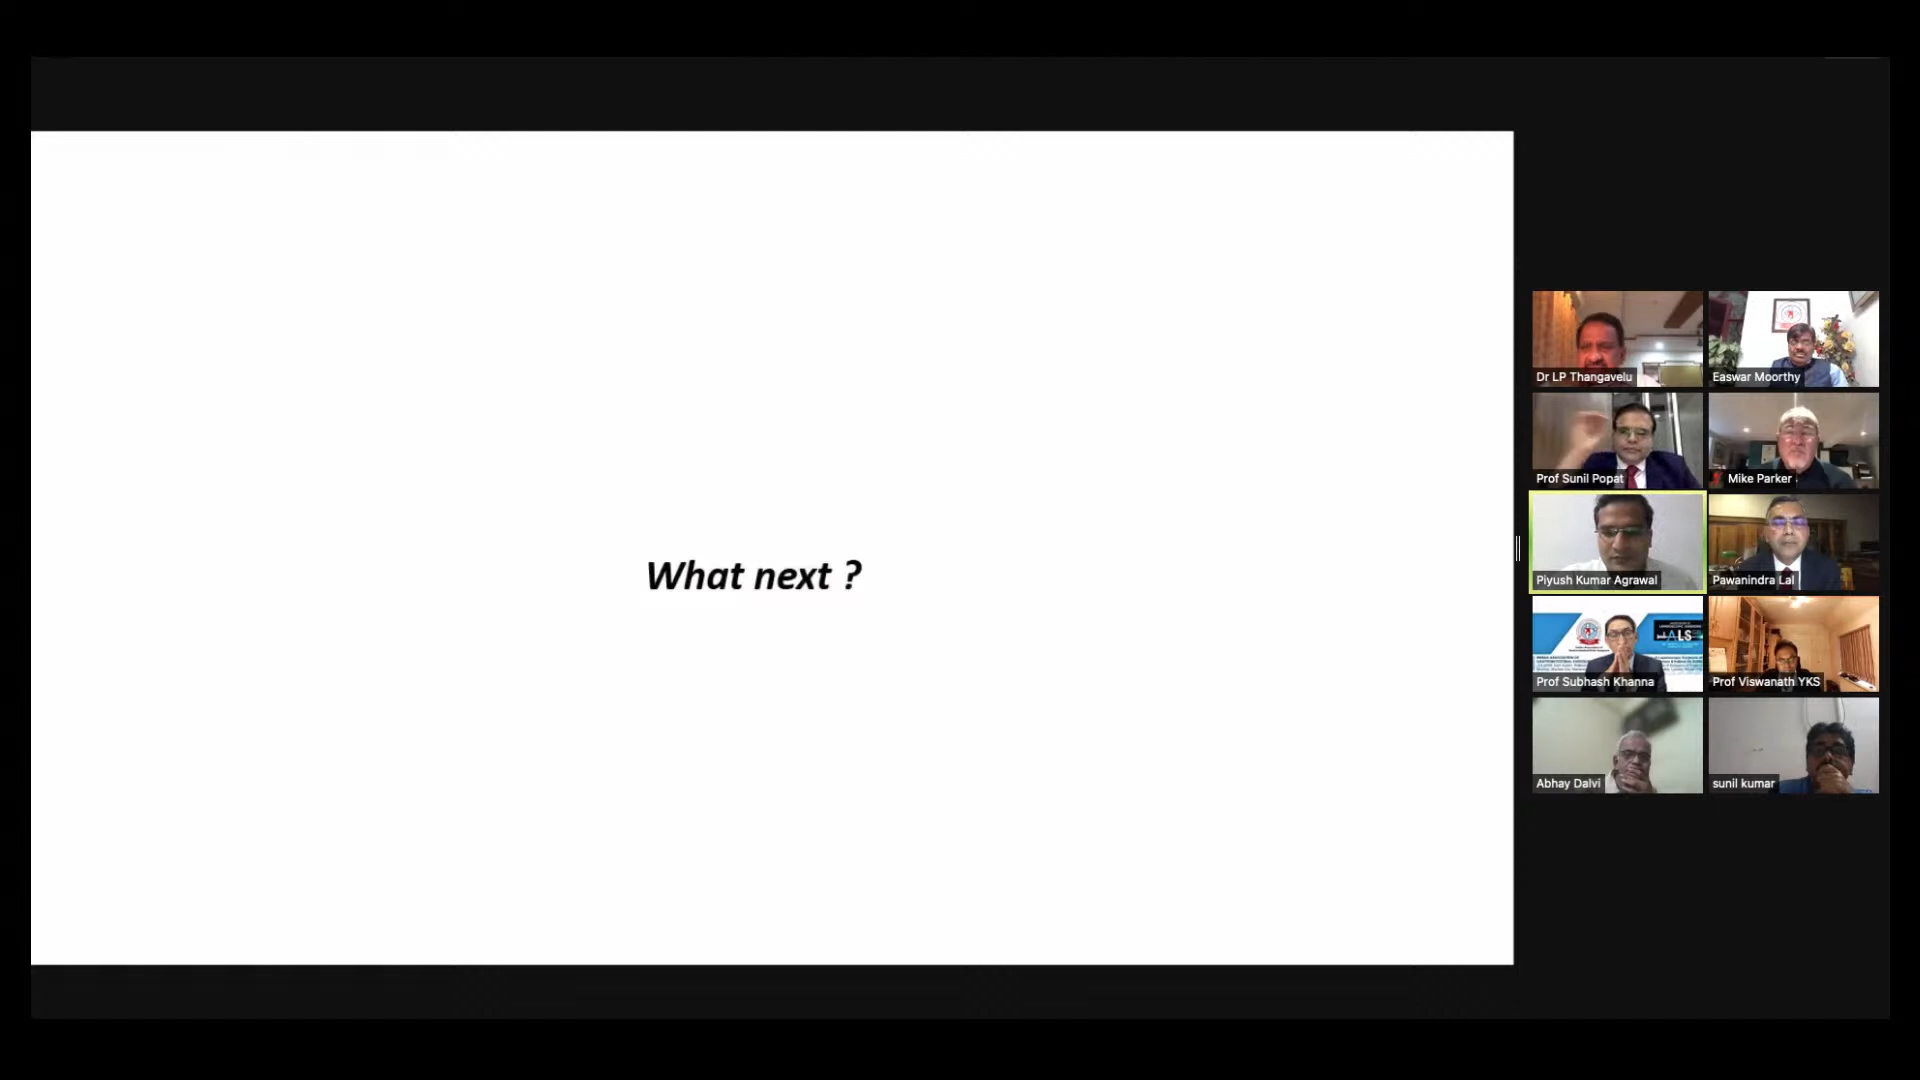 What next ?
Dr LP Thangavelu
Easwar Moorthy
Prof Sunil Popat
Mike Parker
Piyush Kumar Agrawal
Pawanindra Lal
ALS
Prof Subhash Khanna
Prof Viswanath YKS
Abhay Dalvi
sunil kumar